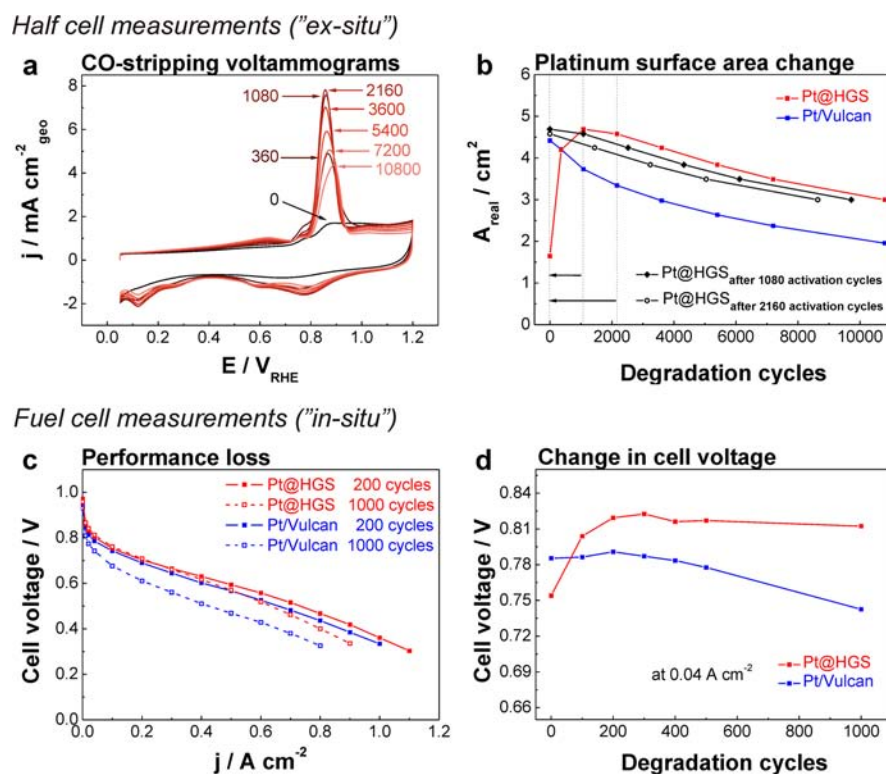 Half cell measurements ("ex-situ")
a CO-stripping voltammograms
8
6
4
2
0
-2
j / mA cm-2geo
1080
2160
3600
5400
7200
10800
360
0
0.0 0.2 0.4 0.6 0.8 1.0 1.2
E / VRHE
b Platinum surface area change
6
5
4
3
2
1
0
Areal / cm2
Pt@HGS
Pt/Vulcan
Pt@HGSafter 1080 activation cycles
Pt@HGSafter 2160 activation cycles
0 2000 4000 6000 8000 10000
Degradation cycles
Fuel cell measurements ("in-situ")
c Performance loss
1.0
0.8
0.6
0.4
0.2
0.0
Cell voltage / V
Pt@HGS 200 cycles
Pt@HGS 1000 cycles
Pt/Vulcan 200 cycles
Pt/Vulcan 1000 cycles
0.0 0.2 0.4 0.6 0.8 1.0 1.2
j / A cm-2
d Change in cell voltage
0.84
0.81
0.78
0.75
0.72
0.69
0.66
Cell voltage / V
at 0.04 A cm-2
Pt@HGS
Pt/Vulcan
0 200 400 600 800 1000
Degradation cycles